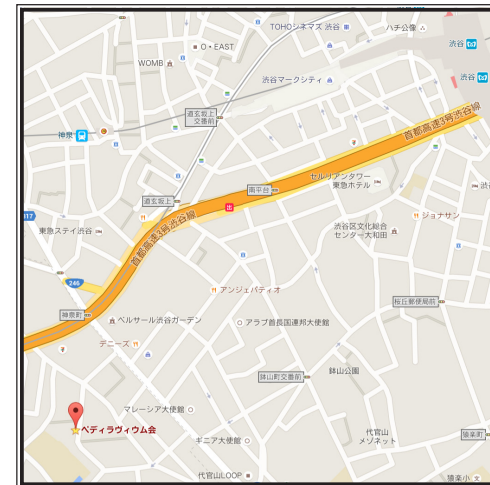 TOHOシネマズ 渋谷
ハチ公像
O・EAST
渋谷
WOMB
渋谷マークシティ
渋谷
道玄坂上
交番前
首都高速3号渋谷線
神泉
セルリアンタワー
東急ホテル
南平台
道玄坂上
出
渋
317
ジョナサン
東急ステイ渋谷
首都高速3号渋谷線
渋谷区文化総合
センター大和田
246
アンジェパティオ
桜丘郵便局前
神泉町
ベルサール渋谷ガーデン
アラブ首長国連邦大使館
デニーズ
鉢山公園
鉢山町交番前
マレーシア大使館
ペディラヴィウム会
ギニア大使館
代官山
メゾネット
猿楽町
代官山LOOP
猿楽小